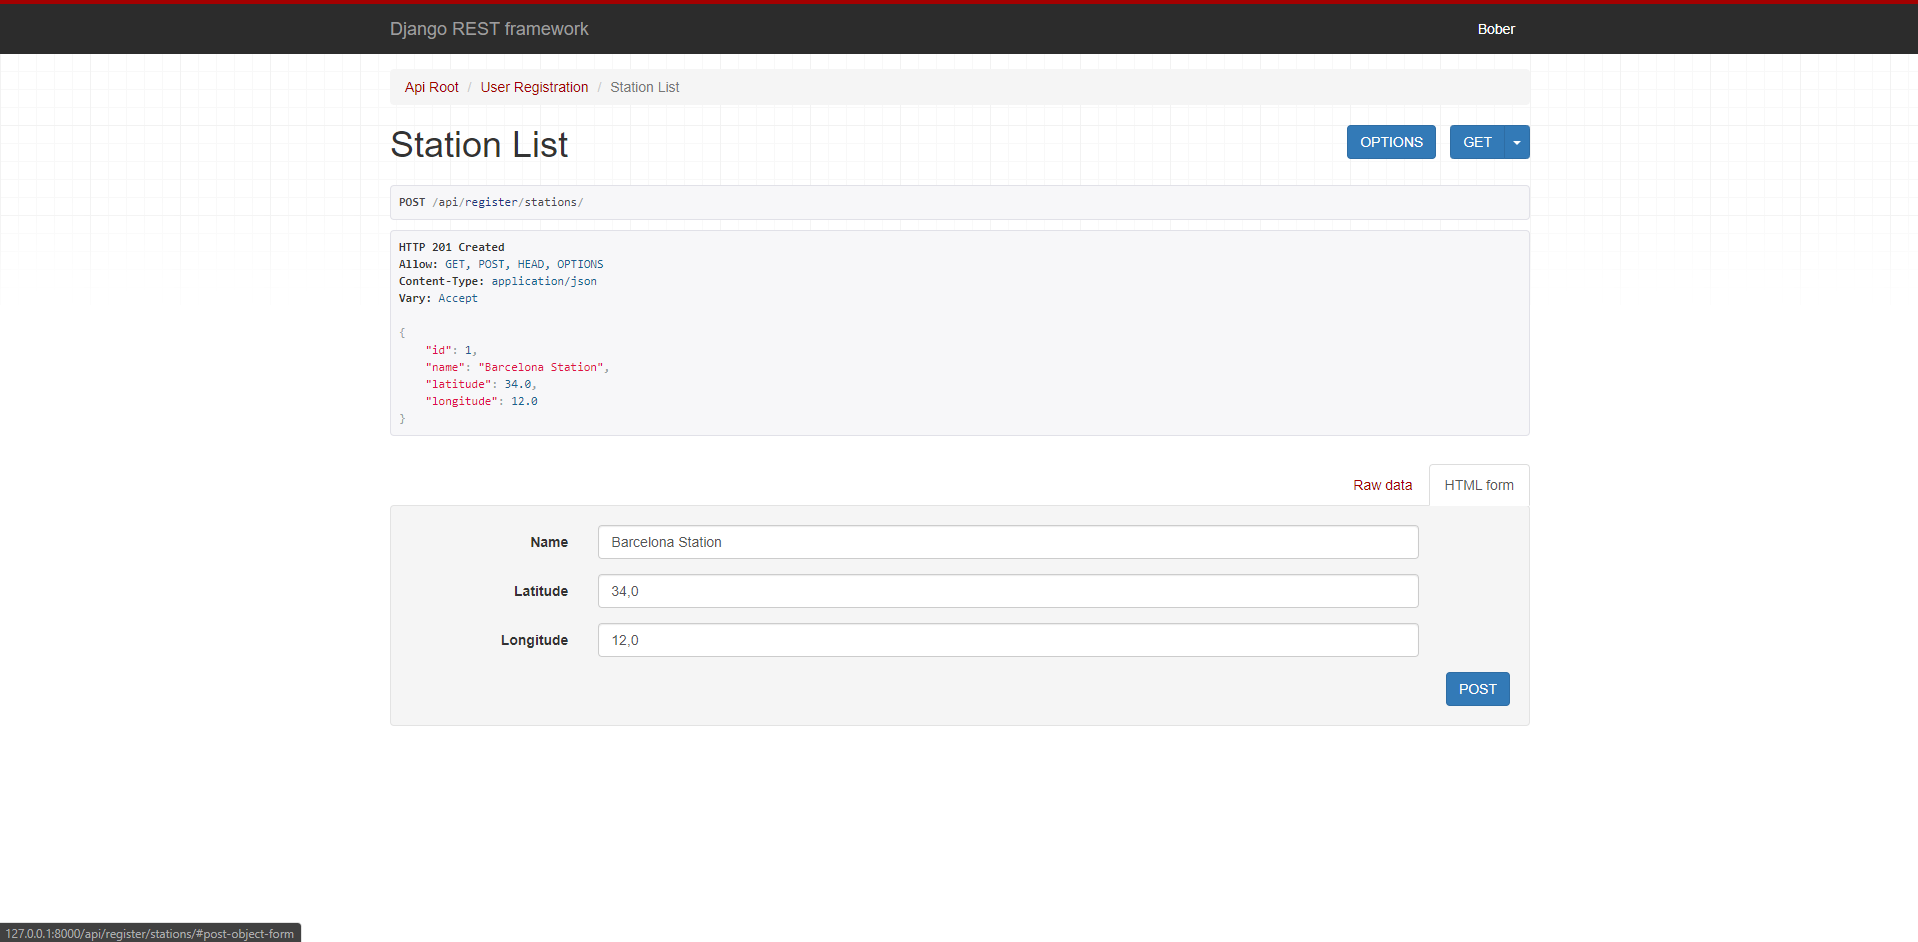 Django REST framework
Bober
Api Root / User Registration / Station List
Station List
OPTIONS
GET
POST /api/register/stations/
HTTP 201 Created
Allow: GET, POST, HEAD, OPTIONS
Content-Type: application/json
Vary: Accept
{
    "id": 1,
    "name": "Barcelona Station",
    "latitude": 34.0,
    "longitude": 12.0
}
Raw data
HTML form
Name
Barcelona Station
Latitude
34,0
Longitude
12,0
POST
127.0.0.1:8000/api/register/stations/#post-object-form